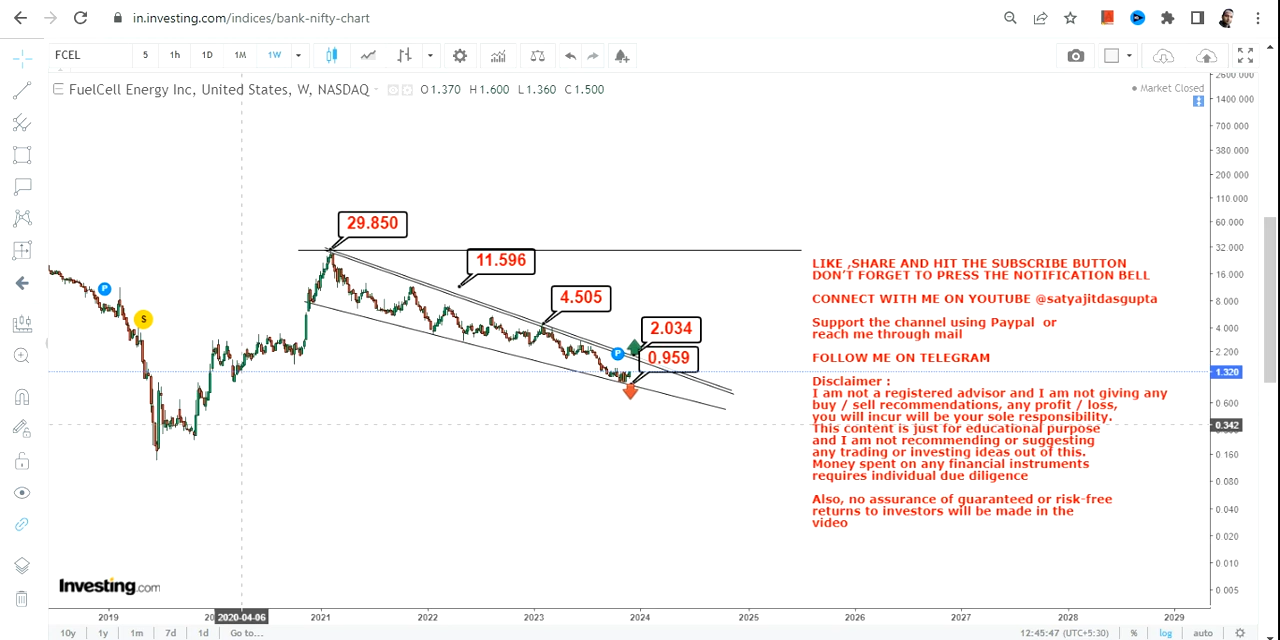 in.investing.com/indices/bank-nifty-chart
FCEL 5 1h 1D 1M 1W
FuelCell Energy Inc, United States, W, NASDAQ O1.370 H1.600 L1.360 C1.500
Market Closed
2600.000
1400.000
700.000
380.000
200.000
110.000
60.000
32.000
16.000
8.000
4.000
2.200
1.320
0.600
0.342
0.160
0.080
0.040
0.020
0.010
0.005
29.850
11.596
4.505
2.034
0.959
P
S
P
LIKE ,SHARE AND HIT THE SUBSCRIBE BUTTON
DON'T FORGET TO PRESS THE NOTIFICATION BELL
CONNECT WITH ME ON YOUTUBE @satyajitdasgupta
Support the channel using Paypal or
reach me through mail
FOLLOW ME ON TELEGRAM
Disclaimer :
I am not a registered advisor and I am not giving any
buy / sell recommendations, any profit / loss,
you will incur will be your sole responsibility.
This content is just for educational purpose
and I am not recommending or suggesting
any trading or investing ideas out of this.
Money spent on any financial instruments
requires individual due diligence
Also, no assurance of guaranteed or risk-free
returns to investors will be made in the
video
Investing.com
2019 2020-04-06 2021 2022 2023 2024 2025 2026 2027 2028 2029
10y 1y 1m 7d 1d Go to... 12:45:47 (UTC+5:30) % log auto